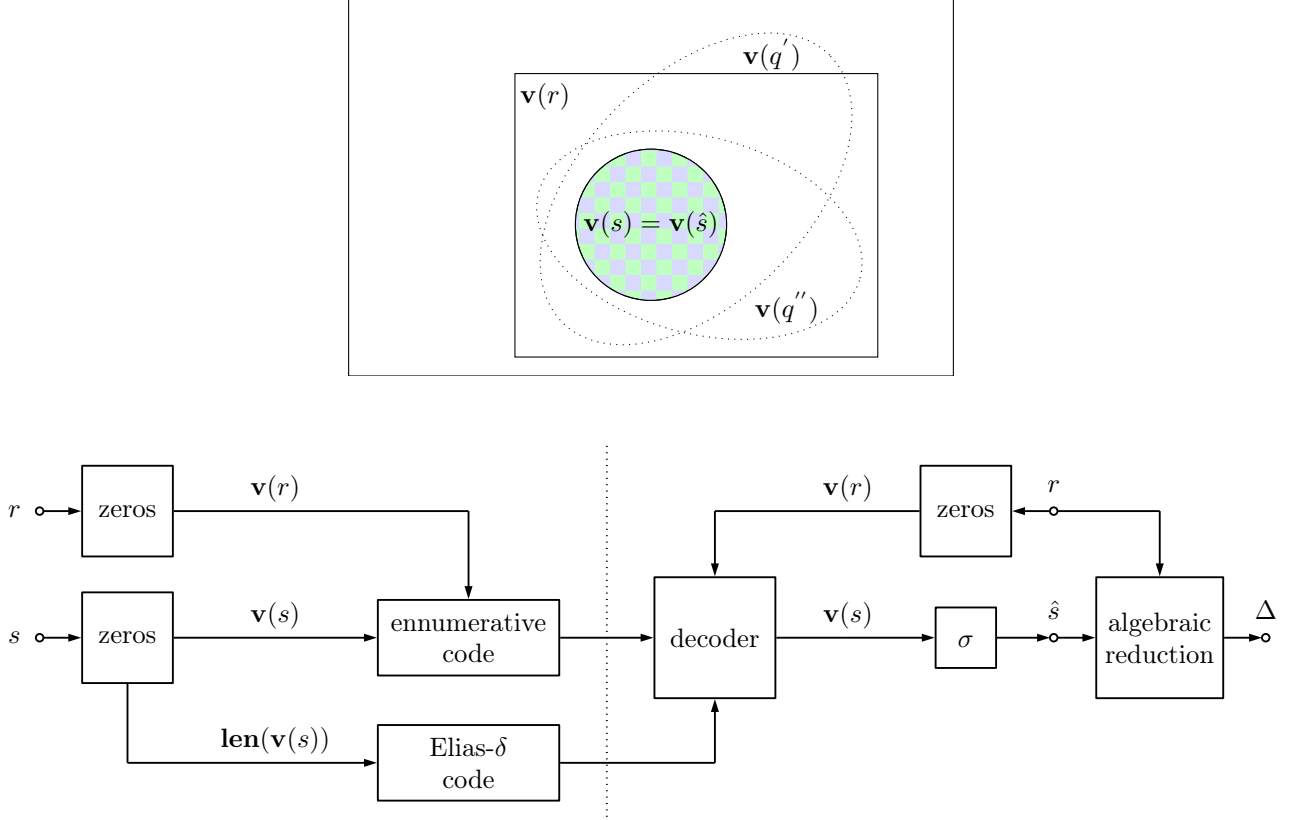 v(q')
v(r)
v(s) = v(ŝ)
v(q'')
r
zeros
v(r)
v(r)
zeros
r
s
zeros
v(s)
ennumerative
code
decoder
v(s)
σ
ŝ
algebraic
reduction
Δ
len(v(s))
Elias-δ
code